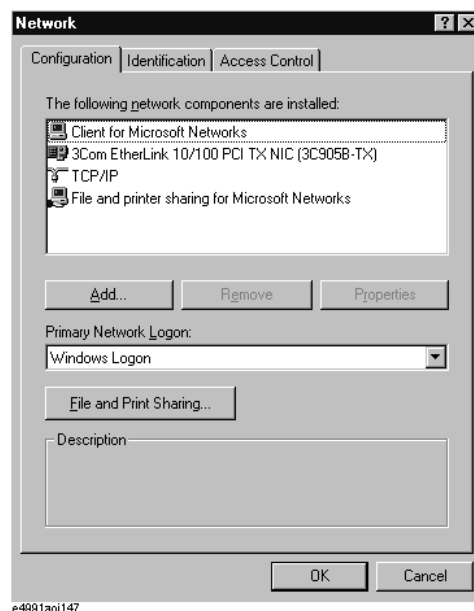 Network
Configuration Identification Access Control
The following network components are installed:
Client for Microsoft Networks
3Com EtherLink 10/100 PCI TX NIC (3C905B-TX)
TCP/IP
File and printer sharing for Microsoft Networks
Add... Remove Properties
Primary Network Logon:
Windows Logon
File and Print Sharing...
Description
OK Cancel
e4991aoj147